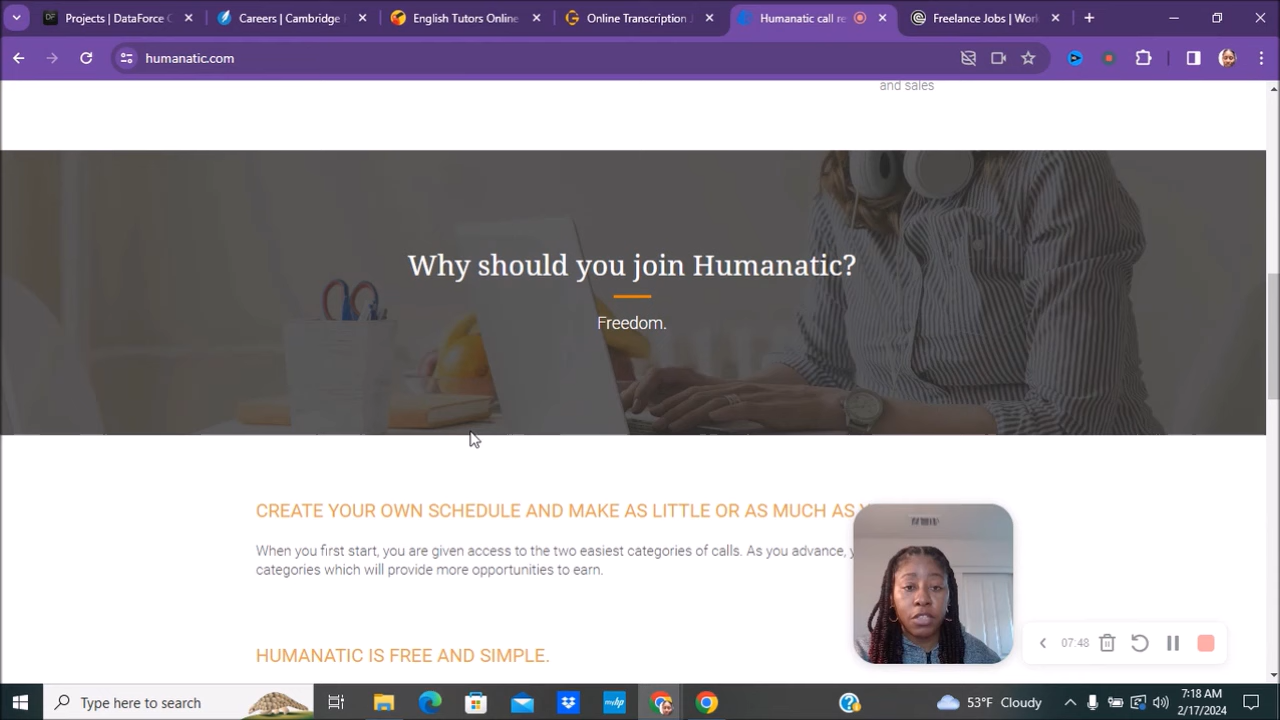 Projects | DataForce C
Careers | Cambridge
English Tutors Online
Online Transcription J
Humanatic call re
Freelance Jobs | Work
humanatic.com
and sales
Why should you join Humanatic?
Freedom.
CREATE YOUR OWN SCHEDULE AND MAKE AS LITTLE OR AS MUCH AS Y
When you first start, you are given access to the two easiest categories of calls. As you advance, y
categories which will provide more opportunities to earn.
HUMANATIC IS FREE AND SIMPLE.
07:48
Type here to search
53°F Cloudy
7:18 AM
2/17/2024